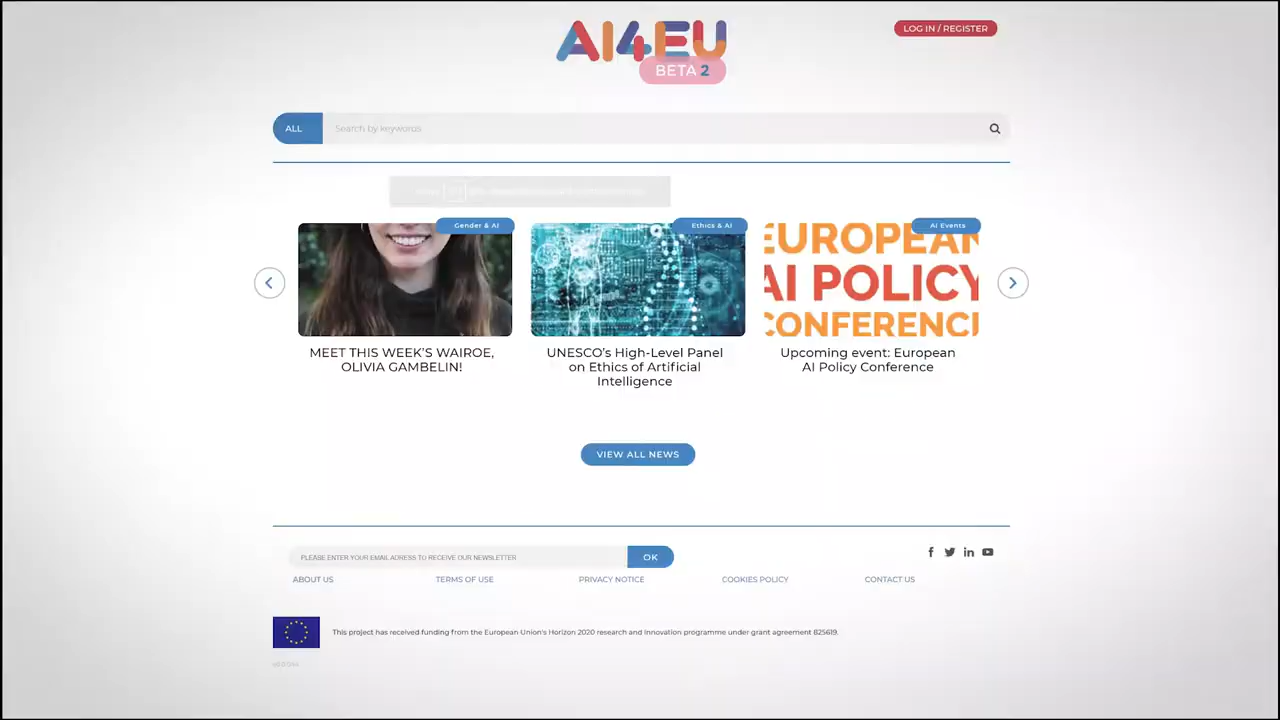 AI4EU
BETA 2
LOG IN / REGISTER
ALL
Search by keywords
Gender & AI
Ethics & AI
AI Events
EUROPEAN
AI POLICY
CONFERENC
MEET THIS WEEK'S WAIROE,
OLIVIA GAMBELIN!
UNESCO's High-Level Panel
on Ethics of Artificial
Intelligence
Upcoming event: European
AI Policy Conference
VIEW ALL NEWS
PLEASE ENTER YOUR EMAIL ADRESS TO RECEIVE OUR NEWSLETTER
OK
ABOUT US
TERMS OF USE
PRIVACY NOTICE
COOKIES POLICY
CONTACT US
This project has received funding from the European Union's Horizon 2020 research and innovation programme under grant agreement 825619.